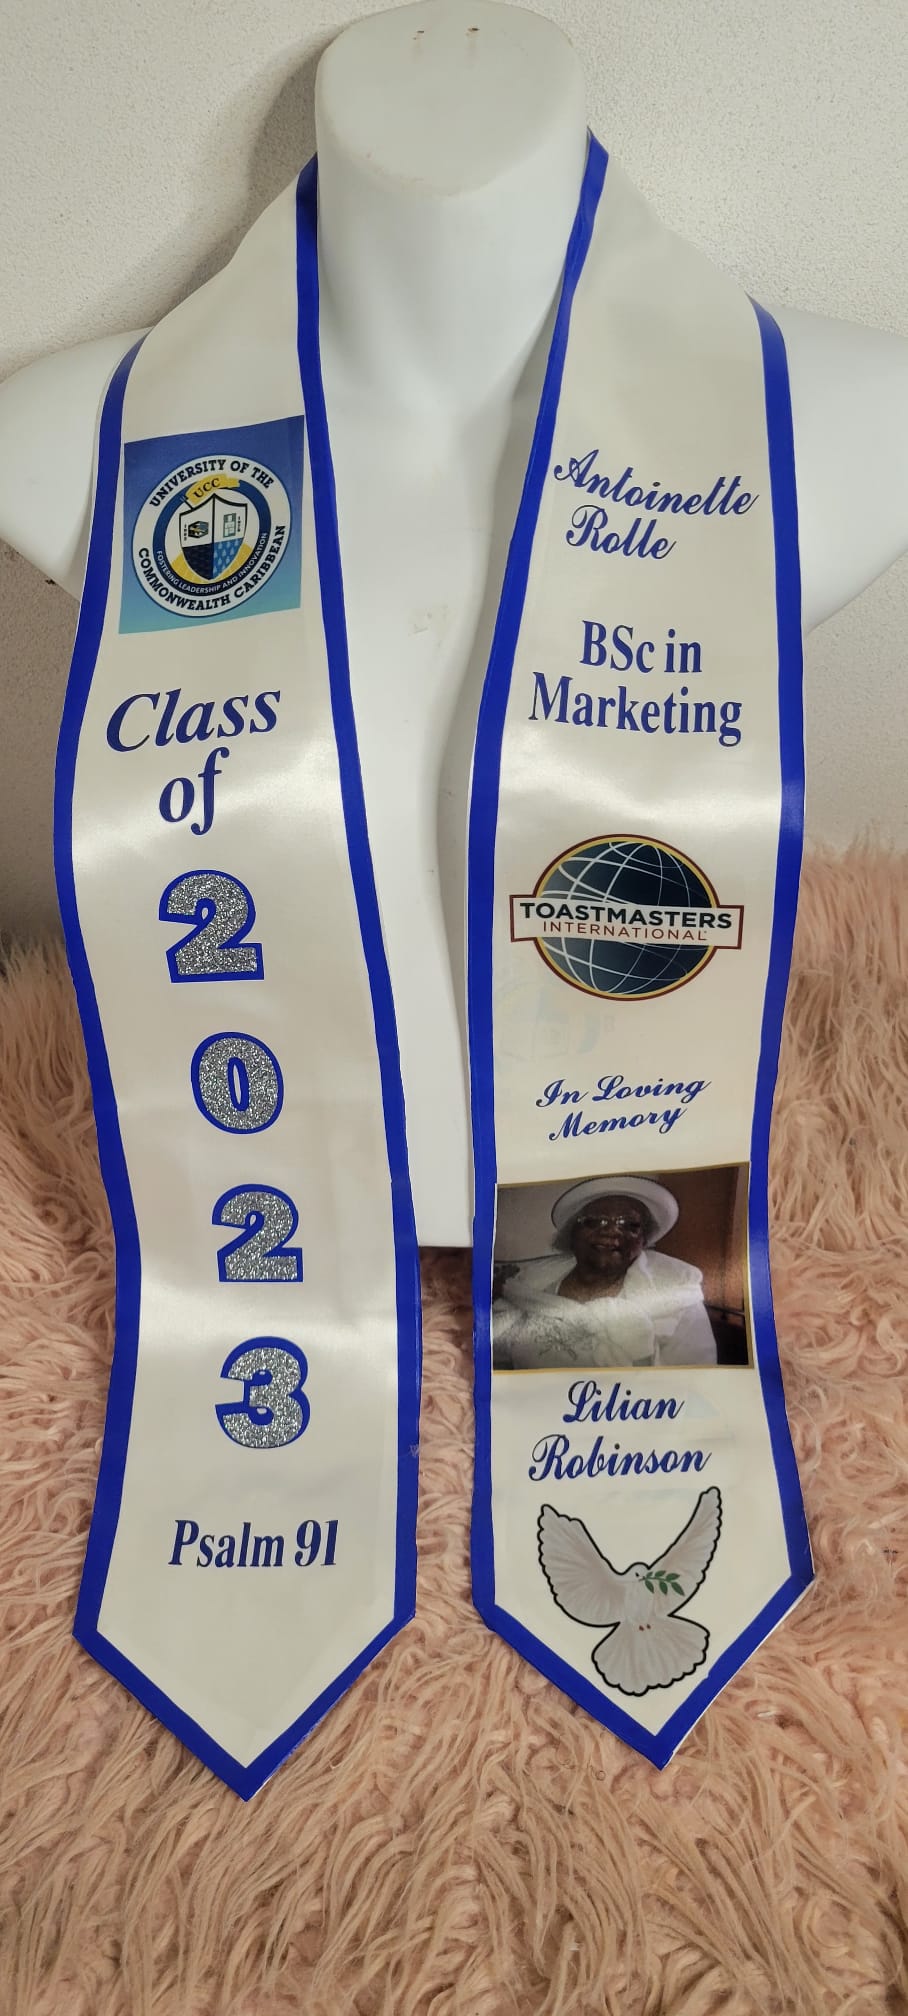 UNIVERSITY OF THE
UCC
FOSTERING LEADERSHIP AND INNOVATION
COMMONWEALTH CARIBBEAN
Class
of
2
0
2
3
Psalm 91
Antoinette
Rolle
BSc in
Marketing
TOASTMASTERS
INTERNATIONAL
In Loving
Memory
Lilian
Robinson